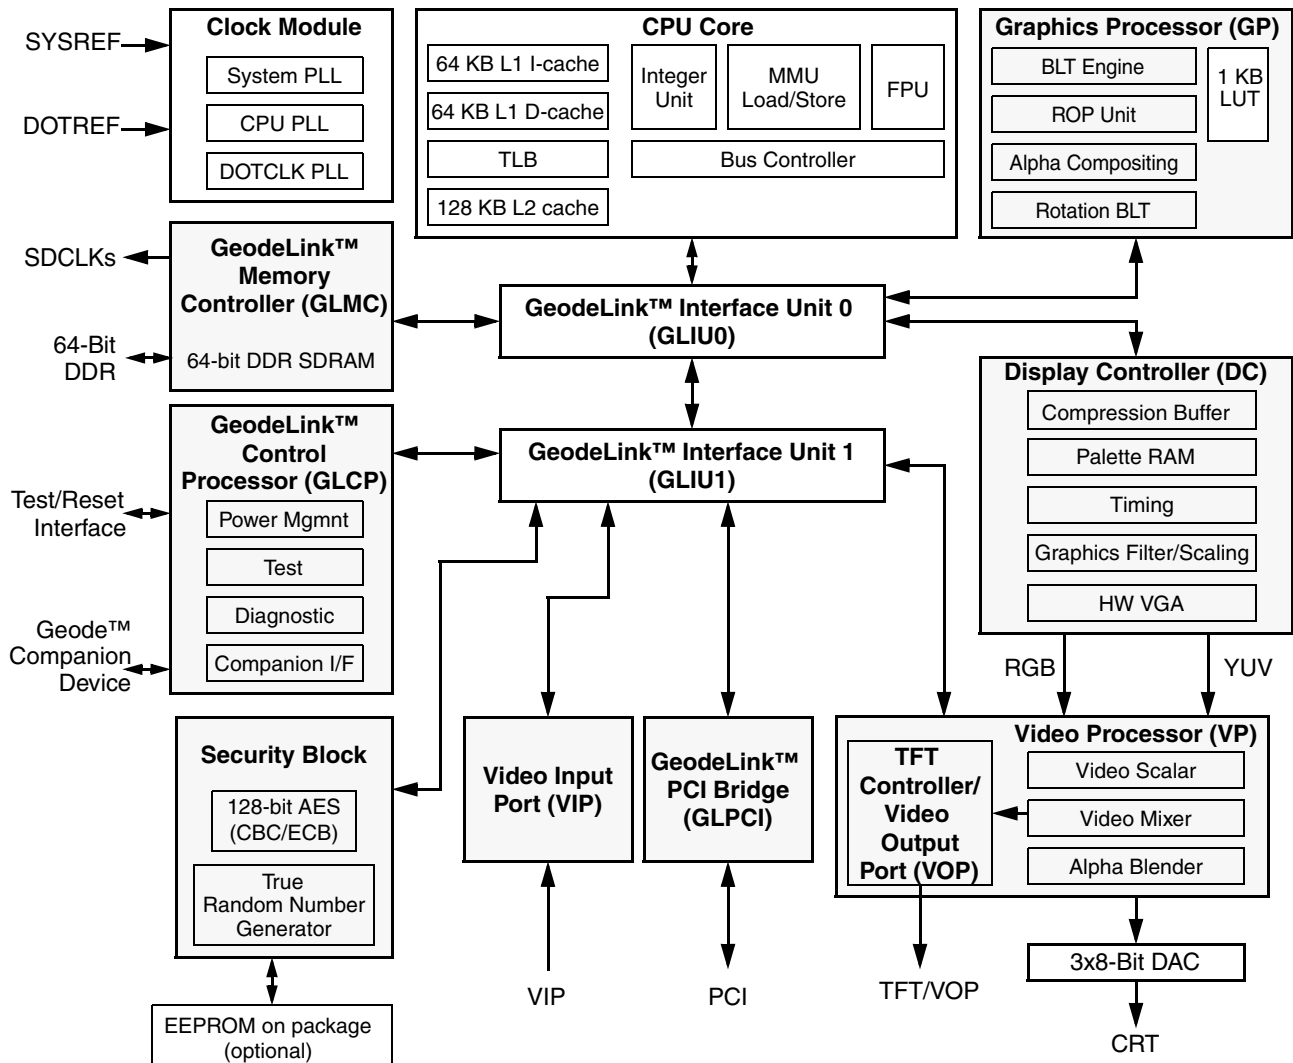 SYSREF
DOTREF
Clock Module
System PLL
CPU PLL
DOTCLK PLL
CPU Core
64 KB L1 I-cache
64 KB L1 D-cache
TLB
128 KB L2 cache
Integer
Unit
MMU
Load/Store
FPU
Bus Controller
Graphics Processor (GP)
BLT Engine
ROP Unit
Alpha Compositing
Rotation BLT
1 KB
LUT
SDCLKs
64-Bit
DDR
GeodeLink™
Memory
Controller (GLMC)
64-bit DDR SDRAM
GeodeLink™ Interface Unit 0
(GLIU0)
Display Controller (DC)
Compression Buffer
Palette RAM
Timing
Graphics Filter/Scaling
HW VGA
Test/Reset
Interface
Geode™
Companion
Device
GeodeLink™
Control
Processor (GLCP)
Power Mgmnt
Test
Diagnostic
Companion I/F
GeodeLink™ Interface Unit 1
(GLIU1)
RGB
YUV
Security Block
128-bit AES
(CBC/ECB)
True
Random Number
Generator
Video Input
Port (VIP)
GeodeLink™
PCI Bridge
(GLPCI)
Video Processor (VP)
TFT
Controller/
Video
Output
Port (VOP)
Video Scalar
Video Mixer
Alpha Blender
EEPROM on package
(optional)
VIP
PCI
TFT/VOP
3x8-Bit DAC
CRT